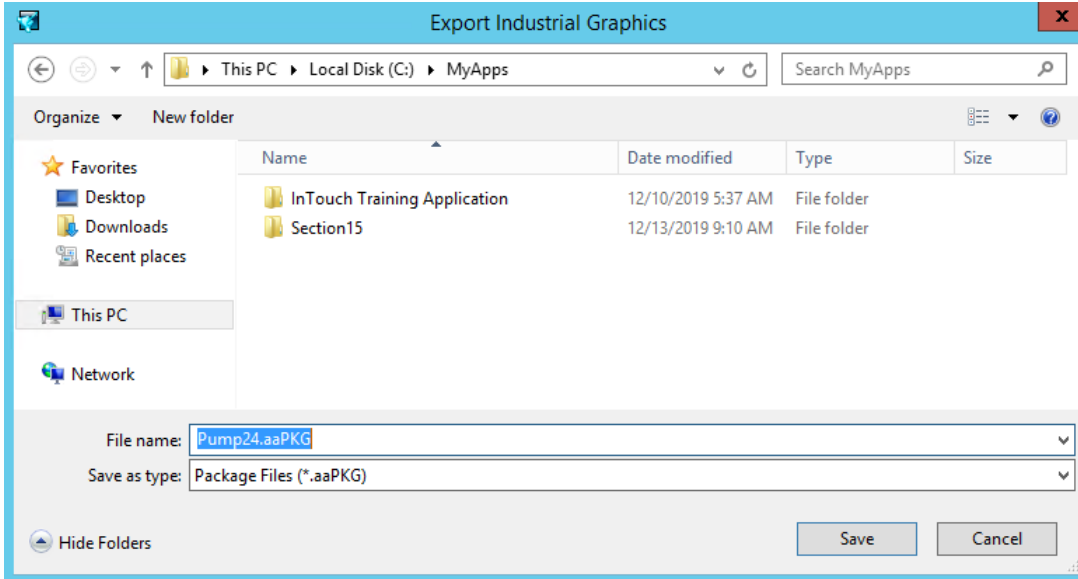 Export Industrial Graphics
x
This PC Local Disk (C:) MyApps
Search MyApps
Organize New folder
Name Date modified Type Size
Favorites
Desktop
Downloads
Recent places
This PC
Network
InTouch Training Application 12/10/2019 5:37 AM File folder
Section15 12/13/2019 9:10 AM File folder
File name: Pump24.aaPKG
Save as type: Package Files (*.aaPKG)
Hide Folders Save Cancel